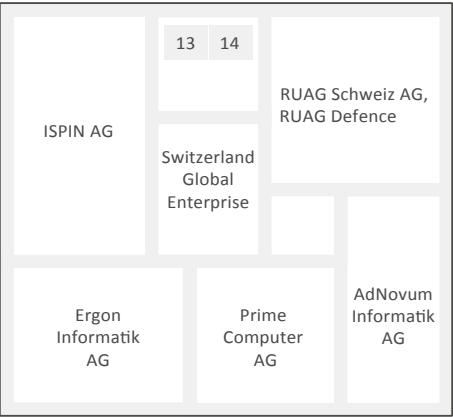 13 14
ISPIN AG
RUAG Schweiz AG,
RUAG Defence
Switzerland
Global
Enterprise
Ergon
Informatik
AG
Prime
Computer
AG
AdNovum
Informatik
AG